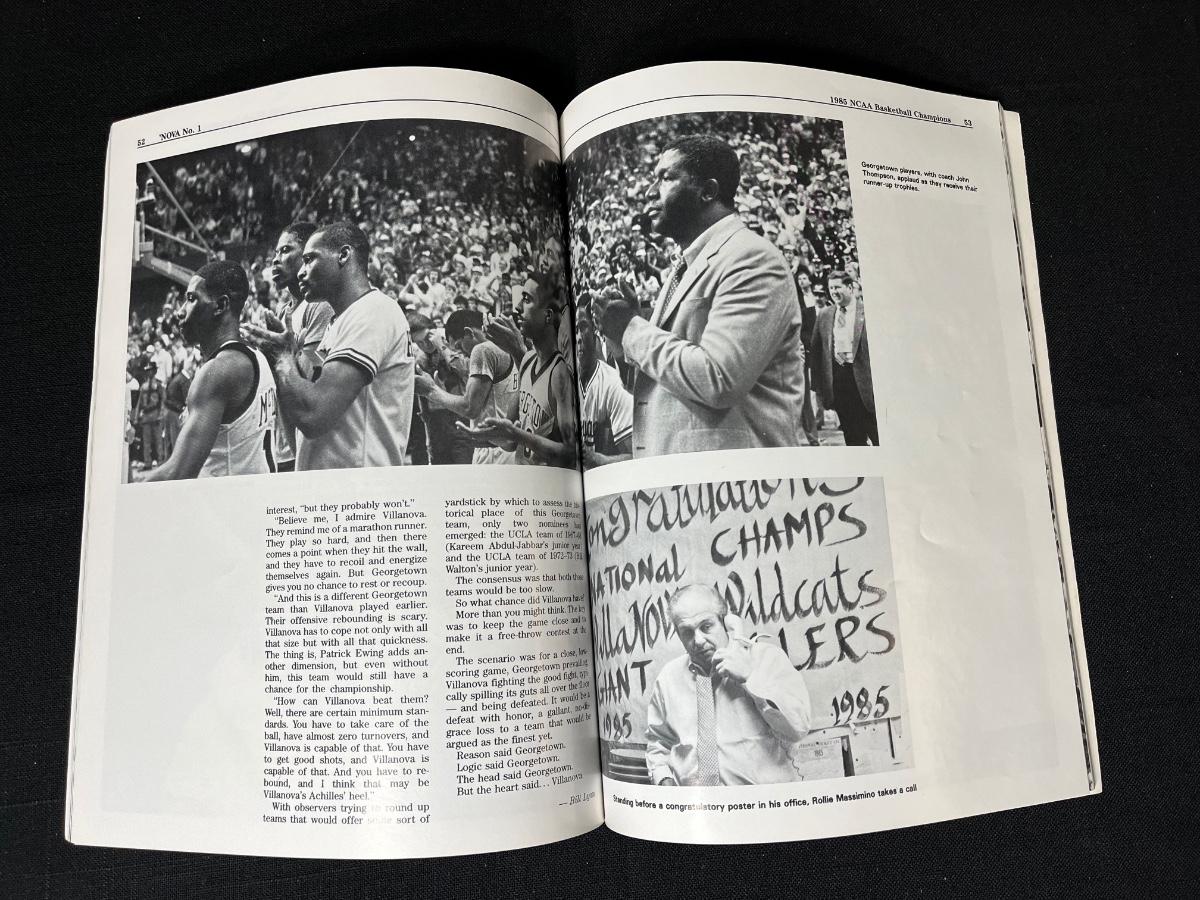 52 'NOVA No. 1
interest, "but they probably won't."
"Believe me, I admire Villanova.
They remind me of a marathon runner.
They play so hard, and then there
comes a point when they hit the wall,
and they have to recoil and energize
themselves again. But Georgetown
gives you no chance to rest or recoup.
"And this is a different Georgetown
team than Villanova played earlier.
Their offensive rebounding is scary.
Villanova has to cope not only with all
that size but with all that quickness.
The thing is, Patrick Ewing adds an-
other dimension, but even without
him, this team would still have a
chance for the championship.
"How can Villanova beat them?
Well, there are certain minimum stan-
dards. You have to take care of the
ball, have almost zero turnovers, and
Villanova is capable of that. You have
to get good shots, and Villanova is
capable of that. And you have to re-
bound, and I think that may be
Villanova's Achilles' heel."
With observers trying to round up
teams that would offer some sort of
yardstick by which to assess the
torical place of this Georgetown
team, only two nominees had
emerged: the UCLA team of
(Kareem Abdul-Jabbar's junior year)
and the UCLA team of 1972-73
Walton's junior year).
The consensus was that both those
teams would be too slow.
So what chance did Villanova have?
More than you might think. The key
was to keep the game close and to
make it a free-throw contest at the
end.
The scenario was for a close, low-
scoring game, Georgetown prevailing,
Villanova fighting the good fight,
cally spilling its guts all over the floor
— and being defeated. It would be a
defeat with honor, a gallant,
grace loss to a team that would be
argued as the finest yet.
Reason said Georgetown.
Logic said Georgetown.
The head said Georgetown.
But the heart said... Villanova
— Bill Lyon
1985 NCAA Basketball Champions 53
Georgetown players, with coach John
Thompson, applaud as they receive their
runner-up trophies.
ongratulations
CHAMPS
NATIONAL
illaNOVA Wildcats
LERS
IANT
1985
1985
Standing before a congratulatory poster in his office, Rollie Massimino takes a call